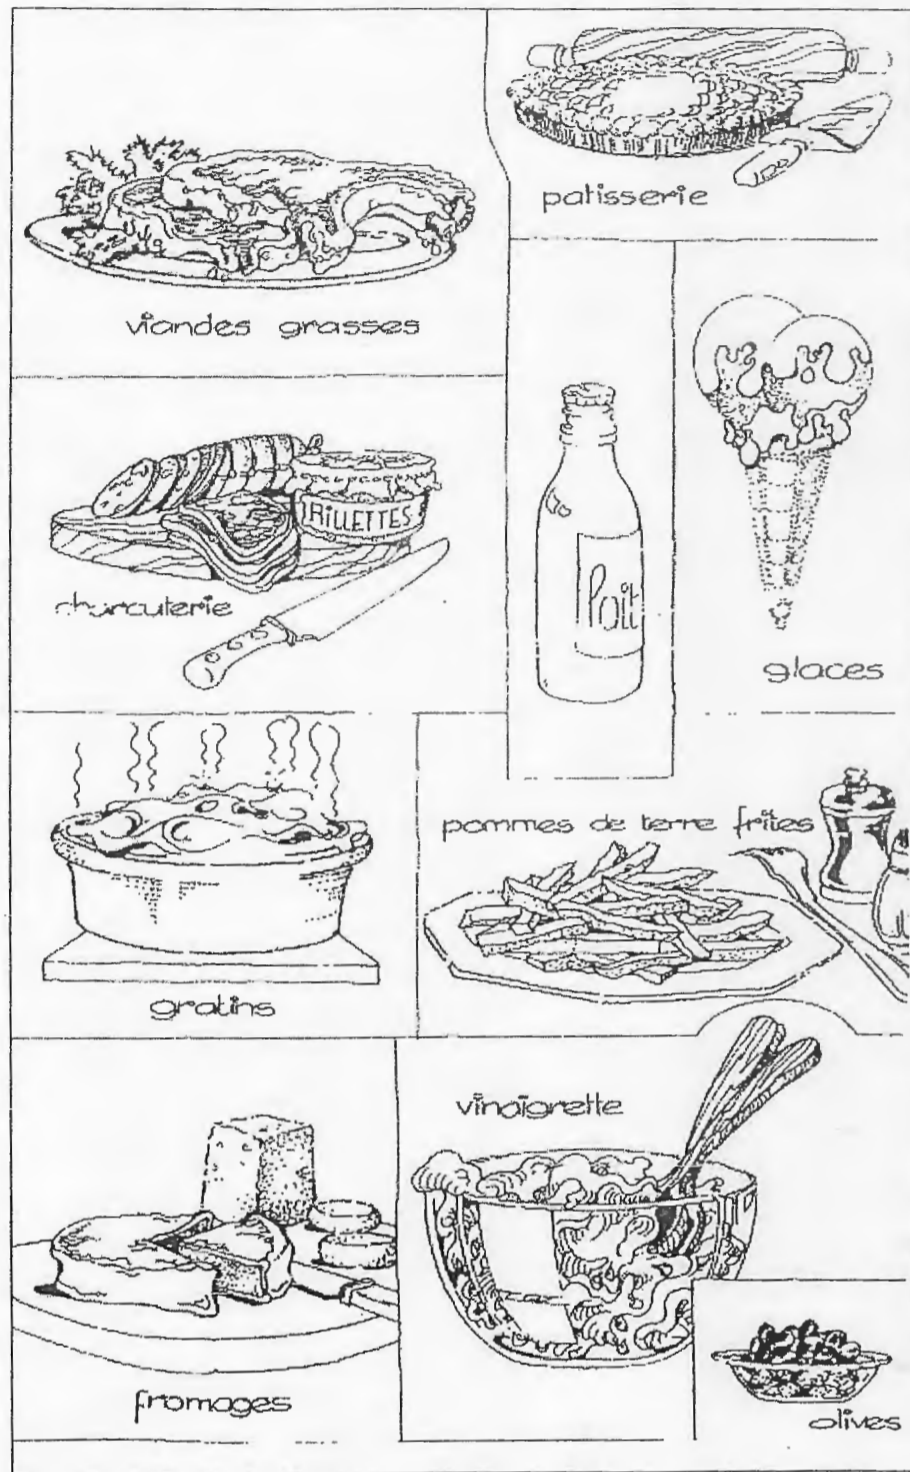 patisserie
viandes grasses
RILLETTES
charcuterie
glaces
pommes de terre frites
gratins
vinaigrette
fromages
olives